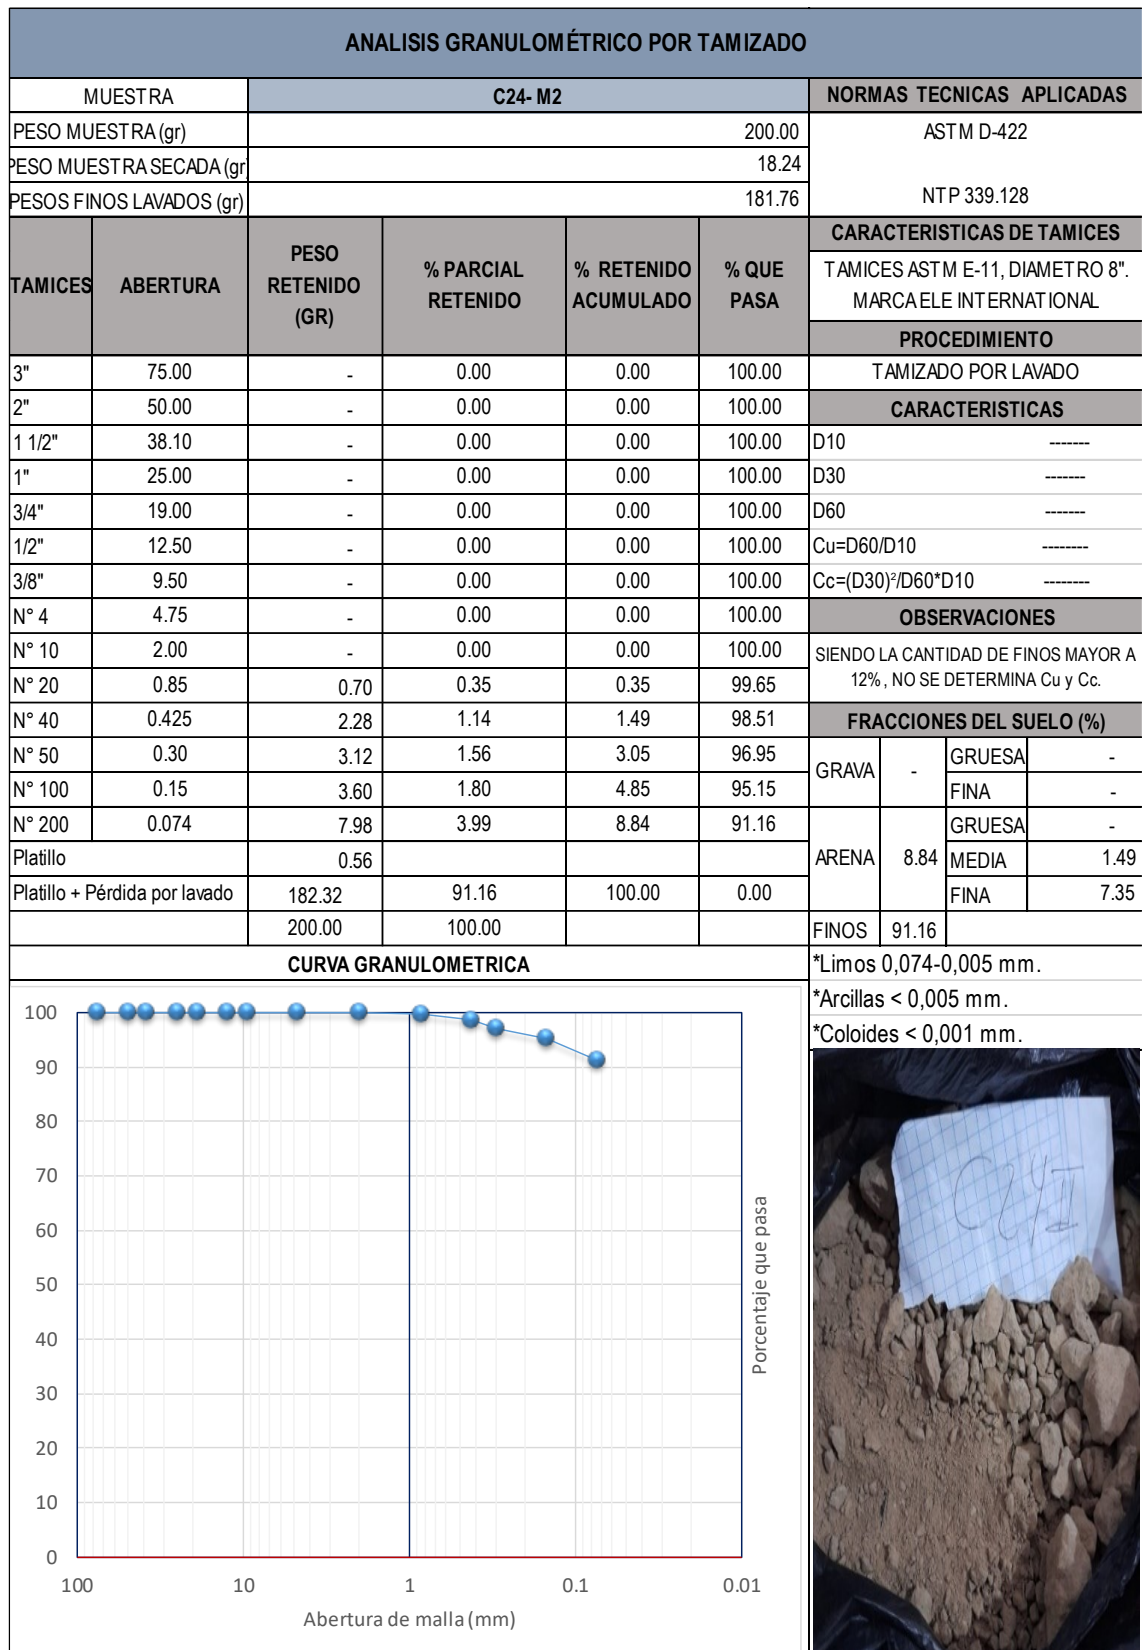 ANALISIS GRANULOMÉTRICO POR TAMIZADO
MUESTRA C24- M2 NORMAS TECNICAS APLICADAS
PESO MUESTRA (gr) 200.00 ASTM D-422
PESO MUESTRA SECADA (gr) 18.24
PESOS FINOS LAVADOS (gr) 181.76 NTP 339.128
TAMICES ABERTURA PESO RETENIDO (GR) % PARCIAL RETENIDO % RETENIDO ACUMULADO % QUE PASA
CARACTERISTICAS DE TAMICES
TAMICES ASTM E-11, DIAMETRO 8".
MARCA ELE INTERNATIONAL
PROCEDIMIENTO
3" 75.00 - 0.00 0.00 100.00 TAMIZADO POR LAVADO
2" 50.00 - 0.00 0.00 100.00 CARACTERISTICAS
1 1/2" 38.10 - 0.00 0.00 100.00 D10 -------
1" 25.00 - 0.00 0.00 100.00 D30 -------
3/4" 19.00 - 0.00 0.00 100.00 D60 -------
1/2" 12.50 - 0.00 0.00 100.00 Cu=D60/D10 --------
3/8" 9.50 - 0.00 0.00 100.00 Cc=(D30)²/D60*D10 --------
N° 4 4.75 - 0.00 0.00 100.00 OBSERVACIONES
N° 10 2.00 - 0.00 0.00 100.00 SIENDO LA CANTIDAD DE FINOS MAYOR A
N° 20 0.85 0.70 0.35 0.35 99.65 12%, NO SE DETERMINA Cu y Cc.
N° 40 0.425 2.28 1.14 1.49 98.51 FRACCIONES DEL SUELO (%)
N° 50 0.30 3.12 1.56 3.05 96.95 GRAVA - GRUESA -
N° 100 0.15 3.60 1.80 4.85 95.15 FINA -
N° 200 0.074 7.98 3.99 8.84 91.16 GRUESA -
Platillo 0.56 ARENA 8.84 MEDIA 1.49
Platillo + Pérdida por lavado 182.32 91.16 100.00 0.00 FINA 7.35
200.00 100.00 FINOS 91.16
CURVA GRANULOMETRICA *Limos 0,074-0,005 mm.
*Arcillas < 0,005 mm.
*Coloides < 0,001 mm.
100
90
80
70
60
50
40
30
20
10
0
100 10 1 0.1 0.01
Abertura de malla (mm)
Porcentaje que pasa
C24 II